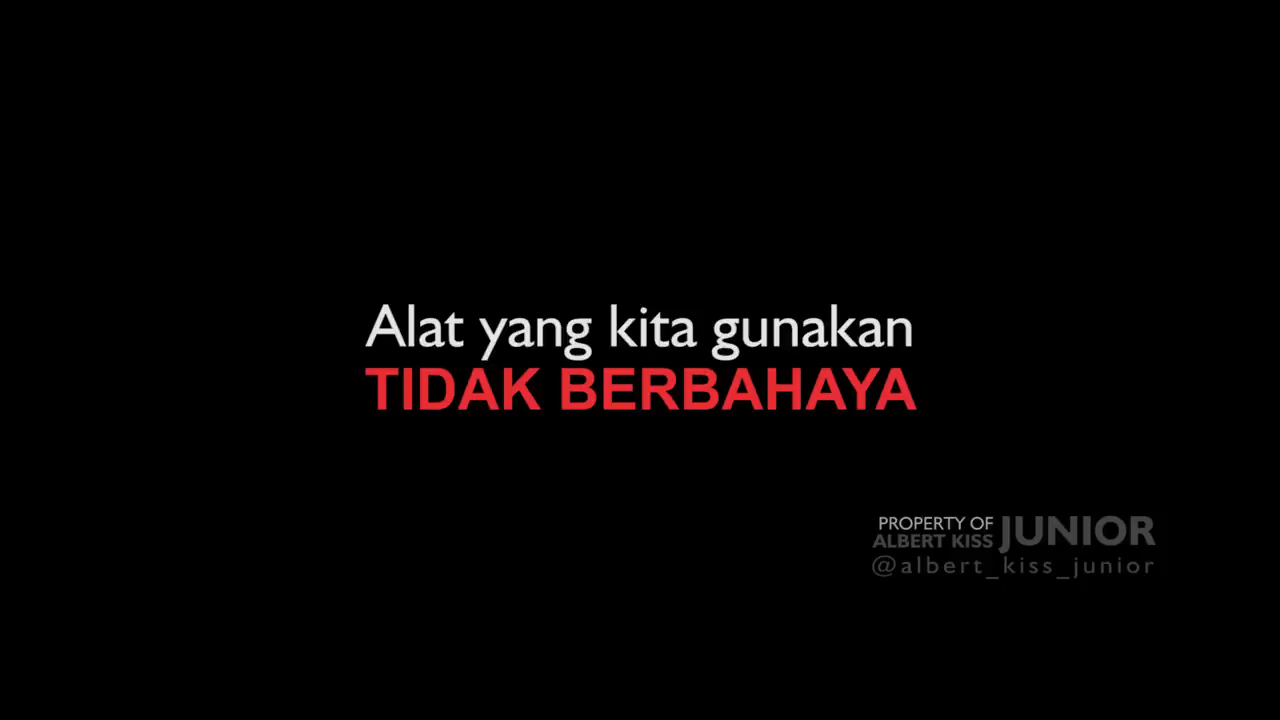 Alat yang kita gunakan
TIDAK BERBAHAYA
PROPERTY OF
ALBERT KISS JUNIOR
@albert_kiss_junior